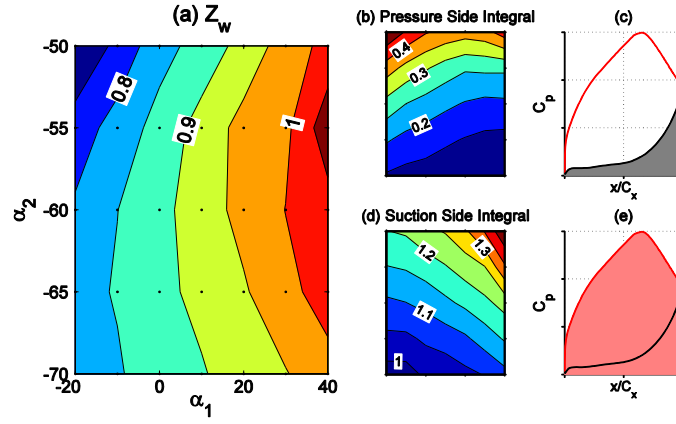 (a) Z_w
-50
-55
-60
-65
-70
α_2
-20
0
20
40
α_1
0.8
0.9
1
(b) Pressure Side Integral
0.4
0.3
0.2
(c)
C_p
x/C_x
(d) Suction Side Integral
1.2
1.3
1.1
1
(e)
C_p
x/C_x